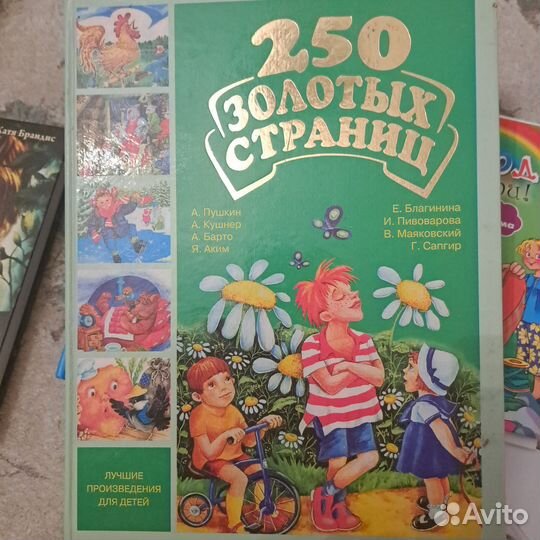 250
ЗОЛОТЫХ
СТРАНИЦ
А. Пушкин
А. Кушнер
А. Барто
Я. Аким
Е. Благинина
И. Пивоварова
В. Маяковский
Г. Сапгир
ЛУЧШИЕ
ПРОИЗВЕДЕНИЯ
ДЛЯ ДЕТЕЙ
Катя Брандис
Avito